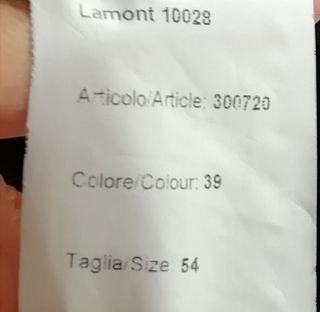 Lamont 10028
Articolo/Article: 300720
Colore/Colour: 39
Taglia/Size 54